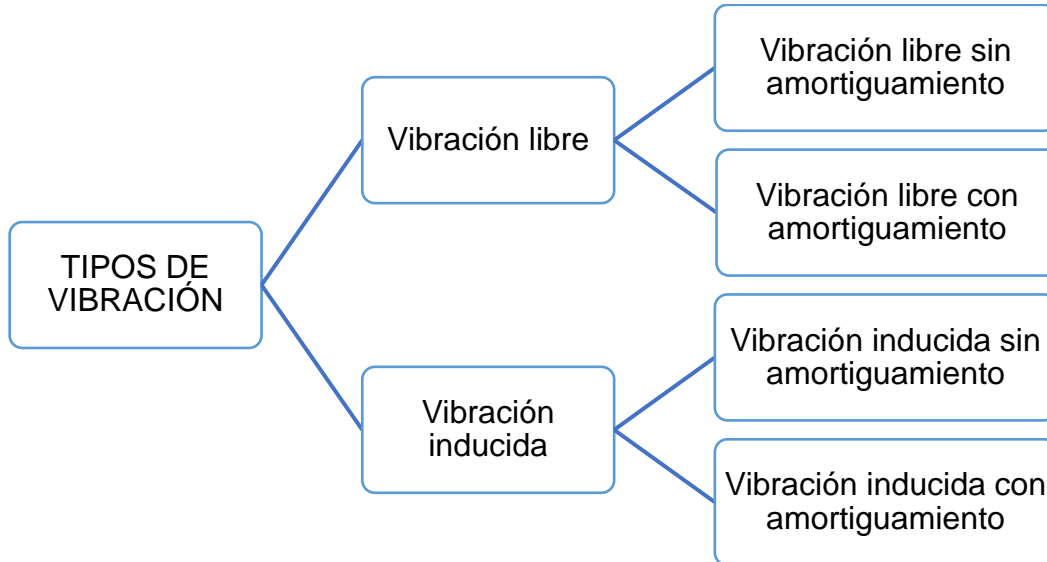 TIPOS DE
VIBRACIÓN
Vibración libre
Vibración libre sin
amortiguamiento
Vibración libre con
amortiguamiento
Vibración
inducida
Vibración inducida sin
amortiguamiento
Vibración inducida con
amortiguamiento